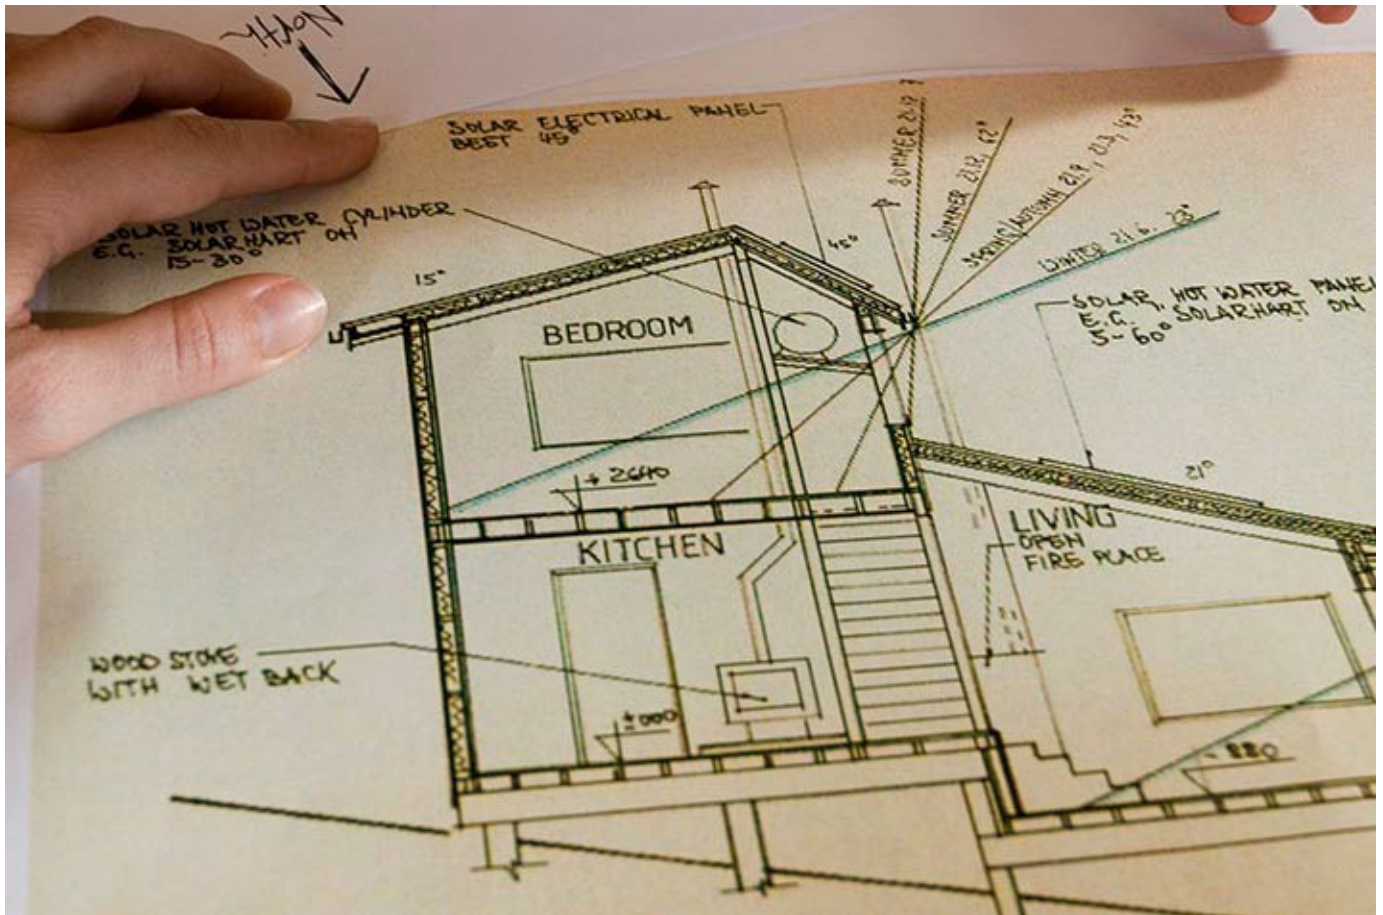 North
SOLAR ELECTRICAL PANEL
BEST 45°
SOLAR HOT WATER CYLINDER
E.G. SOLARHART OH
15-30°
15°
45°
SUMMER 21.12
SUMMER 21.12, 62°
SPRING/AUTUMN 21.9, 21.3, 43°
WINTER 21.6. 23°
SOLAR, HOT WATER PANEL
E.G. SOLARHART OH
5-60°
BEDROOM
+ 2640
21°
LIVING
OPEN
FIRE PLACE
KITCHEN
WOOD STOVE
WITH WET BACK
±000
- 880